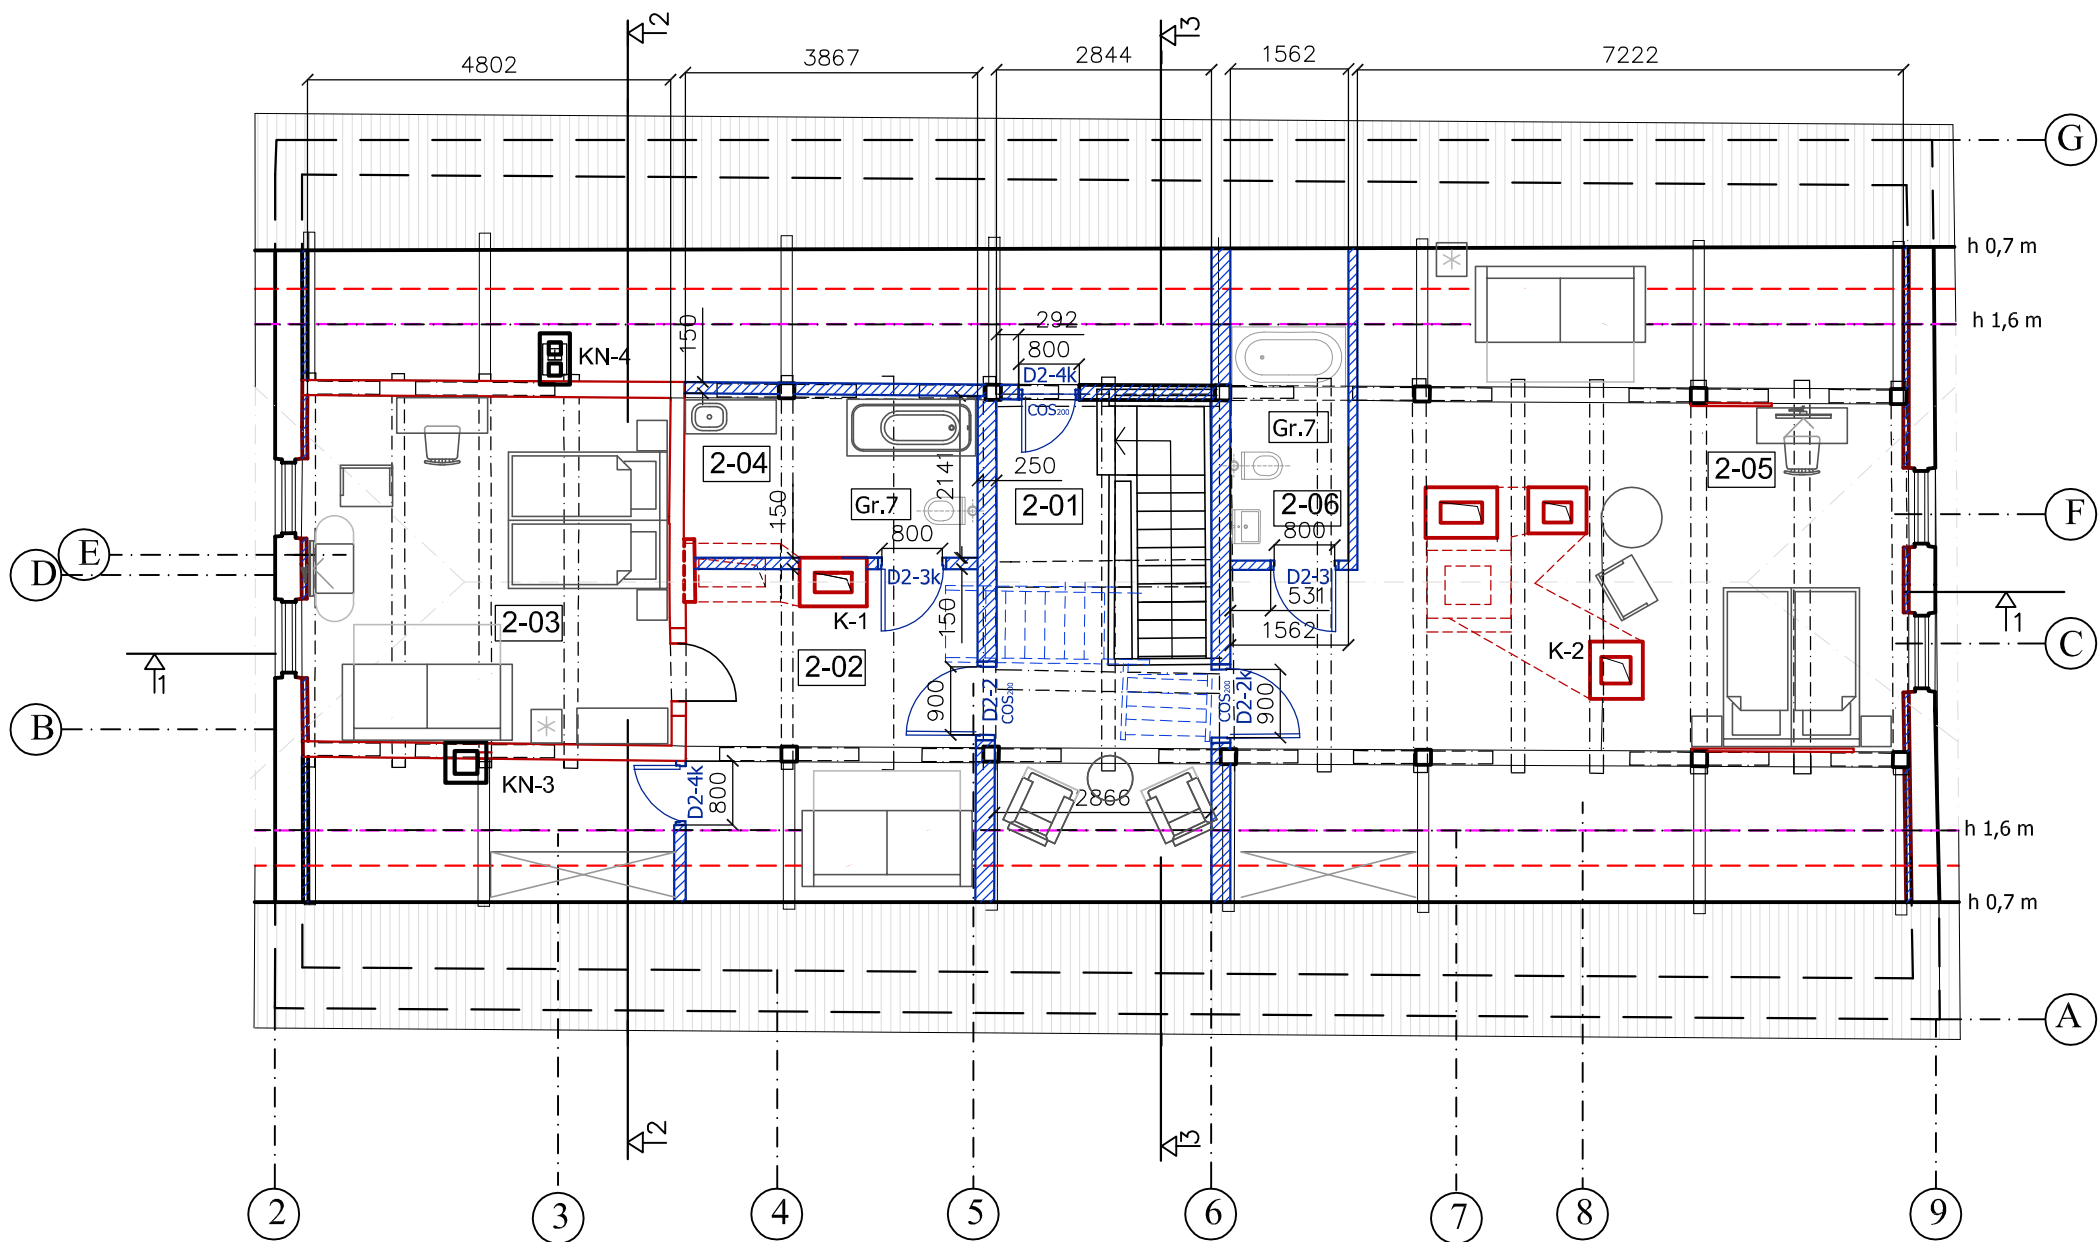 2
3
4802
3867
2844
1562
7222
G
h 0,7 m
h 1,6 m
292
150
800
KN-4
D2-4k
COS200
Gr.7
2-04
2141
250
2-05
Gr.7
150
2-01
2-06
F
E
D
800
800
D2-3k
D2-3
531
150
K-1
1562
2-03
1
C
K-2
2-02
1
900
D2-2
COS200
COS200
D2-2k
900
B
KN-3
D2-4k
800
2866
h 1,6 m
h 0,7 m
A
2
3
2
3
4
5
6
7
8
9